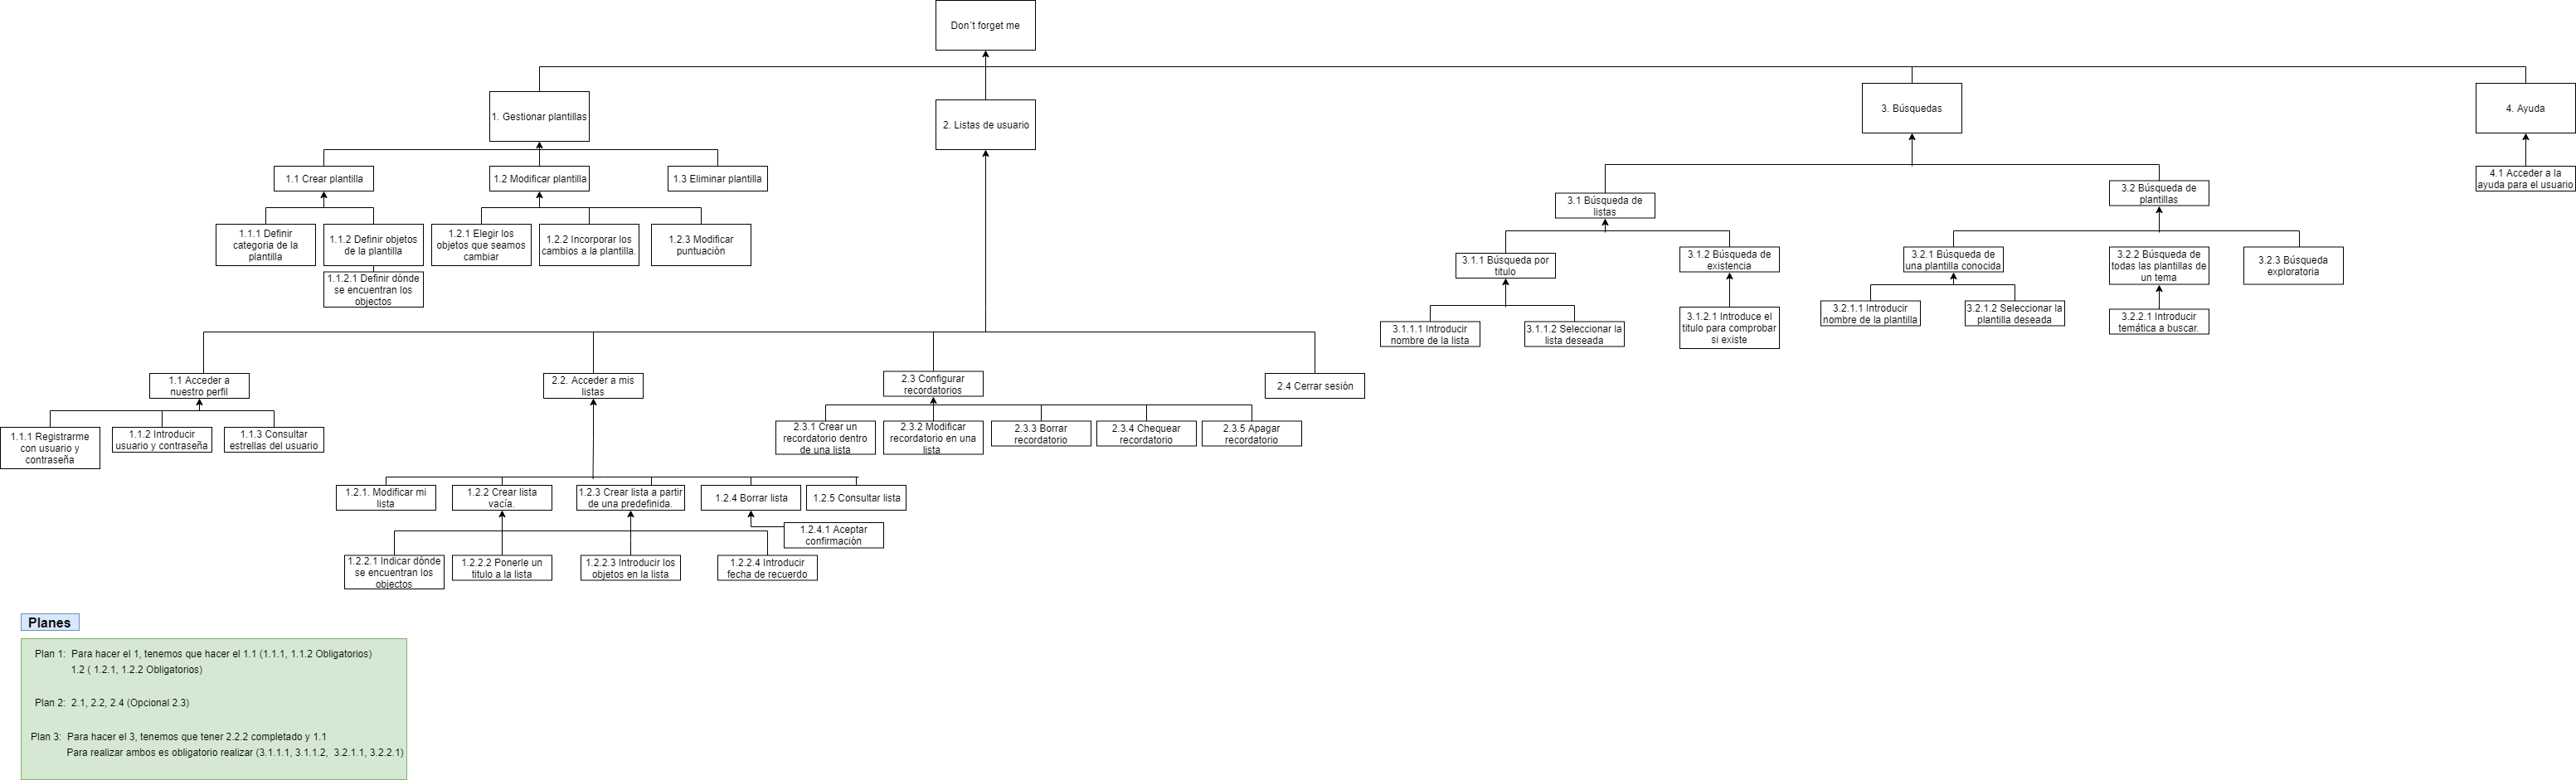 Don´t forget me
1. Gestionar plantillas
2. Listas de usuario
3. Búsquedas
4. Ayuda
1.1 Crear plantilla
1.2 Modificar plantilla
1.3 Eliminar plantilla
4.1 Acceder a la
ayuda para el usuario
3.1 Búsqueda de
listas
3.2 Búsqueda de
plantillas
1.1.1 Definir
categoria de la
plantilla
1.1.2 Definir objetos
de la plantilla
1.2.1 Elegir los
objetos que seamos
cambiar
1.2.2 Incorporar los
cambios a la plantilla.
1.2.3 Modificar
puntuación
1.1.2.1 Definir dónde
se encuentran los
objectos
3.1.1 Búsqueda por
titulo
3.1.2 Búsqueda de
existencia
3.2.1 Búsqueda de
una plantilla conocida
3.2.2 Búsqueda de
todas las plantillas de
un tema
3.2.3 Búsqueda
exploratoria
3.1.1.1 Introducir
nombre de la lista
3.1.1.2 Seleccionar la
lista deseada
3.1.2.1 Introduce el
titulo para comprobar
si existe
3.2.1.1 Introducir
nombre de la plantilla
3.2.1.2 Seleccionar la
plantilla deseada
3.2.2.1 Introducir
temática a buscar.
1.1 Acceder a
nuestro perfil
2.2. Acceder a mis
listas
2.3 Configurar
recordatorios
2.4 Cerrar sesión
1.1.1 Registrarme
con usuario y
contraseña
1.1.2 Introducir
usuario y contraseña
1.1.3 Consultar
estrellas del usuario
2.3.1 Crear un
recordatorio dentro
de una lista
2.3.2 Modificar
recordatorio en una
lista
2.3.3 Borrar
recordatorio
2.3.4 Chequear
recordatorio
2.3.5 Apagar
recordatorio
1.2.1. Modificar mi
lista
1.2.2 Crear lista
vacía.
1.2.3 Crear lista a partir
de una predefinida.
1.2.4 Borrar lista
1.2.5 Consultar lista
1.2.4.1 Aceptar
confirmación
1.2.2.1 Indicar dónde
se encuentran los
objectos
1.2.2.2 Ponerle un
título a la lista
1.2.2.3 Introducir los
objetos en la lista
1.2.2.4 Introducir
fecha de recuerdo
Planes
Plan 1: Para hacer el 1, tenemos que hacer el 1.1 (1.1.1, 1.1.2 Obligatorios)
1.2 ( 1.2.1, 1.2.2 Obligatorios)
Plan 2: 2.1, 2.2, 2.4 (Opcional 2.3)
Plan 3: Para hacer el 3, tenemos que tener 2.2.2 completado y 1.1
Para realizar ambos es obligatorio realizar (3.1.1.1, 3.1.1.2, 3.2.1.1, 3.2.2.1)